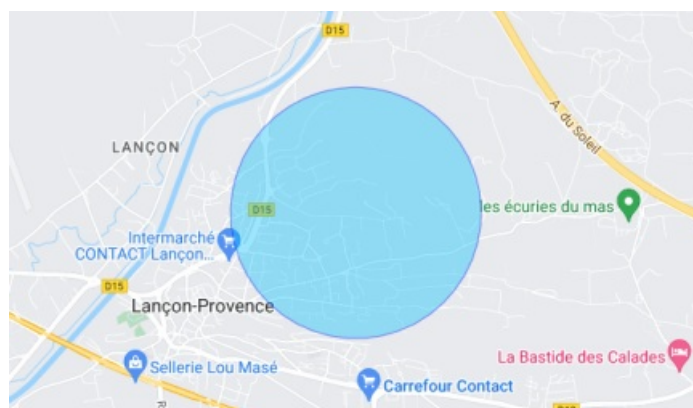 D15
A. du Soleil
LANÇON
D15
les écuries du mas
Intermarché
CONTACT Lançon...
D15
Lançon-Provence
La Bastide des Calades
Sellerie Lou Masé
Carrefour Contact
R